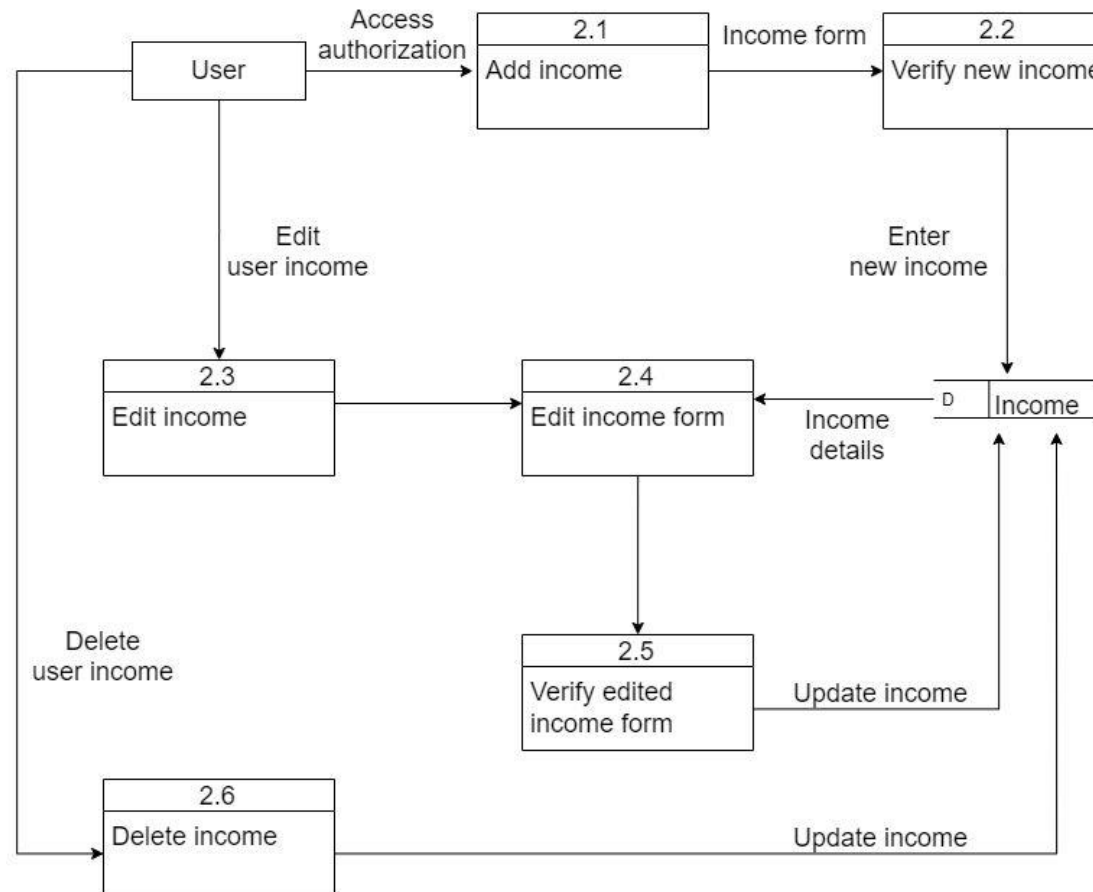 Access
authorization
2.1
Income form
2.2
User
Add income
Verify new income
Edit
user income
Enter
new income
2.3
2.4
Edit income
Edit income form
Income
details
D
Income
Delete
user income
2.5
Verify edited
income form
Update income
2.6
Delete income
Update income